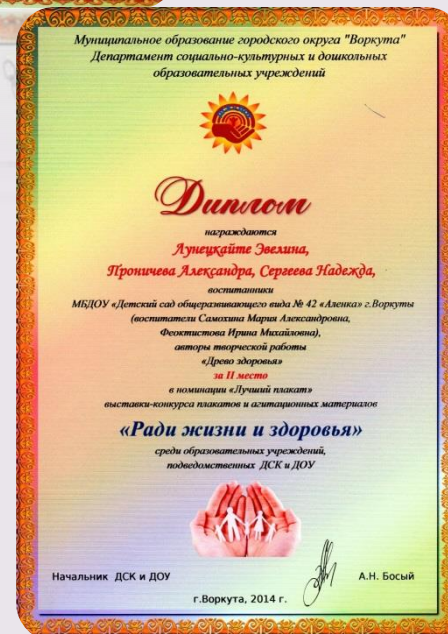 Муниципальное образование городского округа "Воркута"
Департамент социально-культурных и дошкольных
образовательных учреждений
Диплом
награждаются
Лунецкайте Эвелина,
Проничева Александра, Сергеева Надежда,
воспитанники
МБДОУ «Детский сад общеразвивающего вида № 42 «Аленка» г.Воркуты
(воспитатели Самохина Мария Александровна,
Феоктистова Ирина Михайловна),
авторы творческой работы
«Древо здоровья»
за II место
в номинации «Лучший плакат»
выставки-конкурса плакатов и агитационных материалов
«Ради жизни и здоровья»
среди образовательных учреждений,
подведомственных ДСК и ДОУ
Начальник ДСК и ДОУ
А.Н. Босый
г.Воркута, 2014 г.